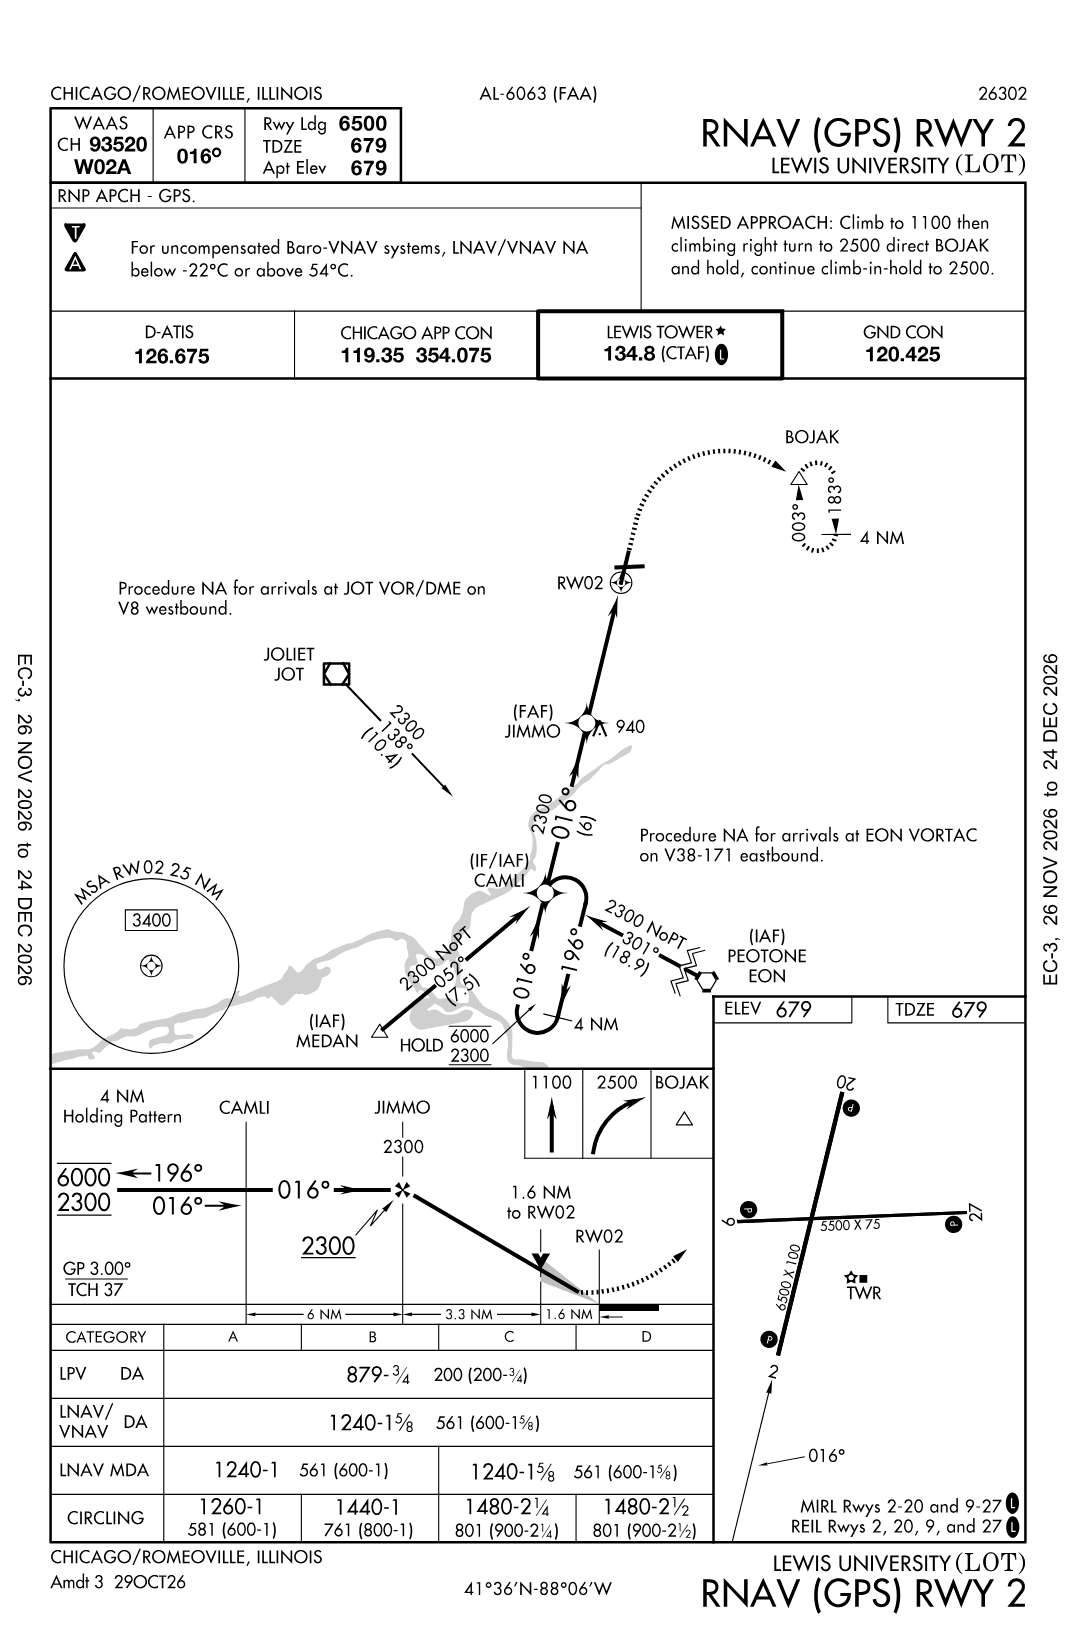 CHICAGO/ROMEOVILLE, ILLINOIS
AL-6063 (FAA)
26302
WAAS
CH 93520
W02A
APP CRS
016°
Rwy Ldg 6500
TDZE 679
Apt Elev 679
RNAV (GPS) RWY 2
LEWIS UNIVERSITY (LOT)
RNP APCH - GPS.
T
A
For uncompensated Baro-VNAV systems, LNAV/VNAV NA
below -22°C or above 54°C.
MISSED APPROACH: Climb to 1100 then
climbing right turn to 2500 direct BOJAK
and hold, continue climb-in-hold to 2500.
D-ATIS
126.675
CHICAGO APP CON
119.35 354.075
LEWIS TOWER★
134.8 (CTAF) L
GND CON
120.425
BOJAK
003°
183°
4 NM
RW02
Procedure NA for arrivals at JOT VOR/DME on
V8 westbound.
JOLIET
JOT
2300
138°
(10.4)
(FAF)
JIMMO
940
2300
016°
(6)
Procedure NA for arrivals at EON VORTAC
on V38-171 eastbound.
(IF/IAF)
CAMLI
MSA RW02 25 NM
3400
2300 NoPT
052°
(7.5)
016°
196°
2300 NoPT
301°
(18.9)
(IAF)
PEOTONE
EON
(IAF)
MEDAN
HOLD 6000
2300
4 NM
EC-3, 26 NOV 2026 to 24 DEC 2026
EC-3, 26 NOV 2026 to 24 DEC 2026
ELEV 679
TDZE 679
20
P
P
9
27
P
5500 X 75
6500 X 100
TWR
P
2
016°
MIRL Rwys 2-20 and 9-27 L
REIL Rwys 2, 20, 9, and 27 L
4 NM
Holding Pattern
CAMLI
JIMMO
2300
1100
2500
BOJAK
6000
2300
196°
016°
016°
2300
1.6 NM
to RW02
RW02
GP 3.00°
TCH 37
6 NM
3.3 NM
1.6 NM
CATEGORY A B C D
LPV DA 879-¾ 200 (200-¾)
LNAV/
VNAV DA 1240-1⅝ 561 (600-1⅝)
LNAV MDA 1240-1 561 (600-1) 1240-1⅝ 561 (600-1⅝)
CIRCLING 1260-1 1440-1 1480-2¼ 1480-2½
581 (600-1) 761 (800-1) 801 (900-2¼) 801 (900-2½)
CHICAGO/ROMEOVILLE, ILLINOIS
Amdt 3 29OCT26
41°36'N-88°06'W
LEWIS UNIVERSITY (LOT)
RNAV (GPS) RWY 2